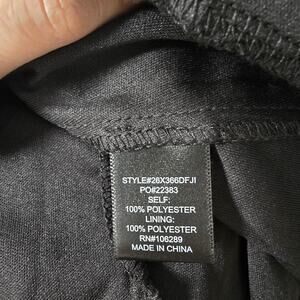 STYLE#26X366DFJI
PO#22383
SELF:
100% POLYESTER
LINING:
100% POLYESTER
RN#106289
MADE IN CHINA